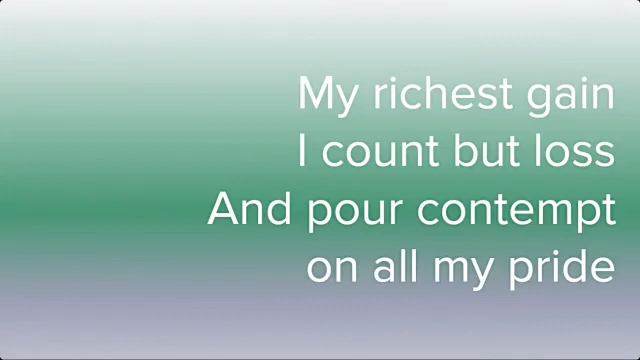 My richest gain
I count but loss
And pour contempt
on all my pride